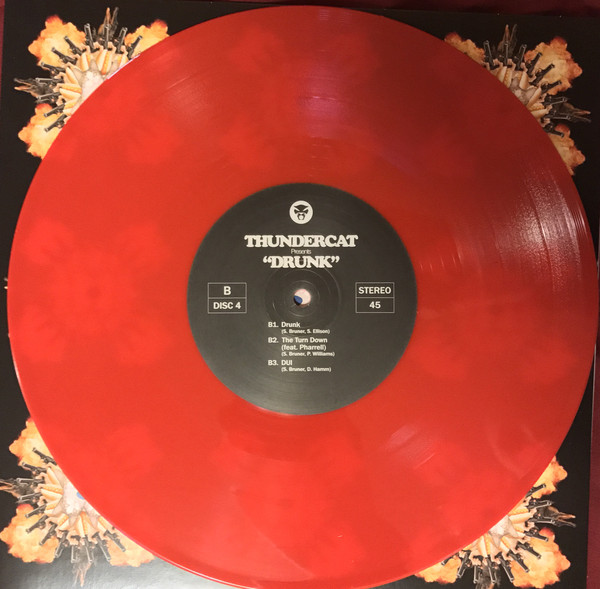 THUNDERCAT
Presents
“DRUNK”
B
DISC 4
STEREO
45
B1. Drunk
(S. Bruner, S. Ellison)
B2. The Turn Down
(feat. Pharrell)
(S. Bruner, P. Williams)
B3. DUI
(S. Bruner, D. Hamm)